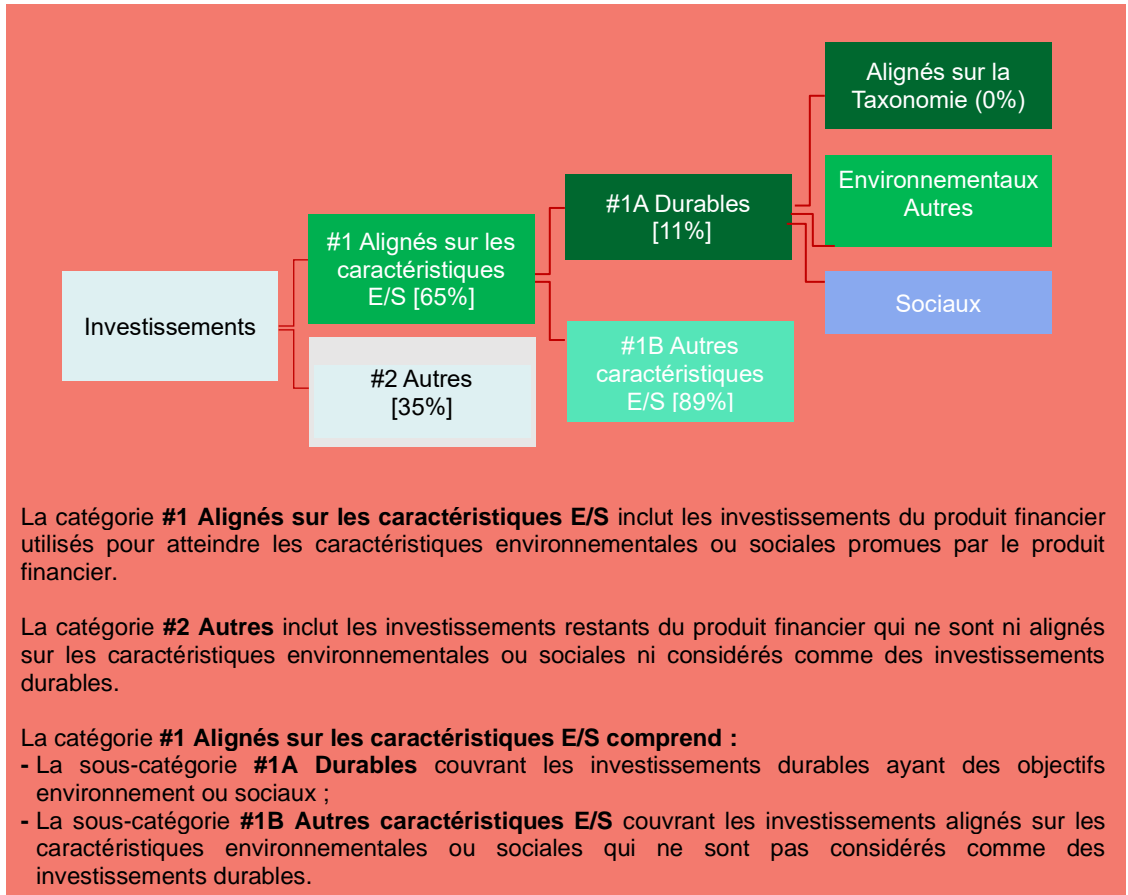 Alignés sur la
Taxonomie (0%)
Environnementaux
Autres
#1A Durables
[11%]
#1 Alignés sur les
caractéristiques
E/S [65%]
Sociaux
Investissements
#1B Autres
caractéristiques
E/S [89%]
#2 Autres
[35%]
La catégorie #1 Alignés sur les caractéristiques E/S inclut les investissements du produit financier
utilisés pour atteindre les caractéristiques environnementales ou sociales promues par le produit
financier.
La catégorie #2 Autres inclut les investissements restants du produit financier qui ne sont ni alignés
sur les caractéristiques environnementales ou sociales ni considérés comme des investissements
durables.
La catégorie #1 Alignés sur les caractéristiques E/S comprend :
- La sous-catégorie #1A Durables couvrant les investissements durables ayant des objectifs
environnement ou sociaux ;
- La sous-catégorie #1B Autres caractéristiques E/S couvrant les investissements alignés sur les
caractéristiques environnementales ou sociales qui ne sont pas considérés comme des
investissements durables.